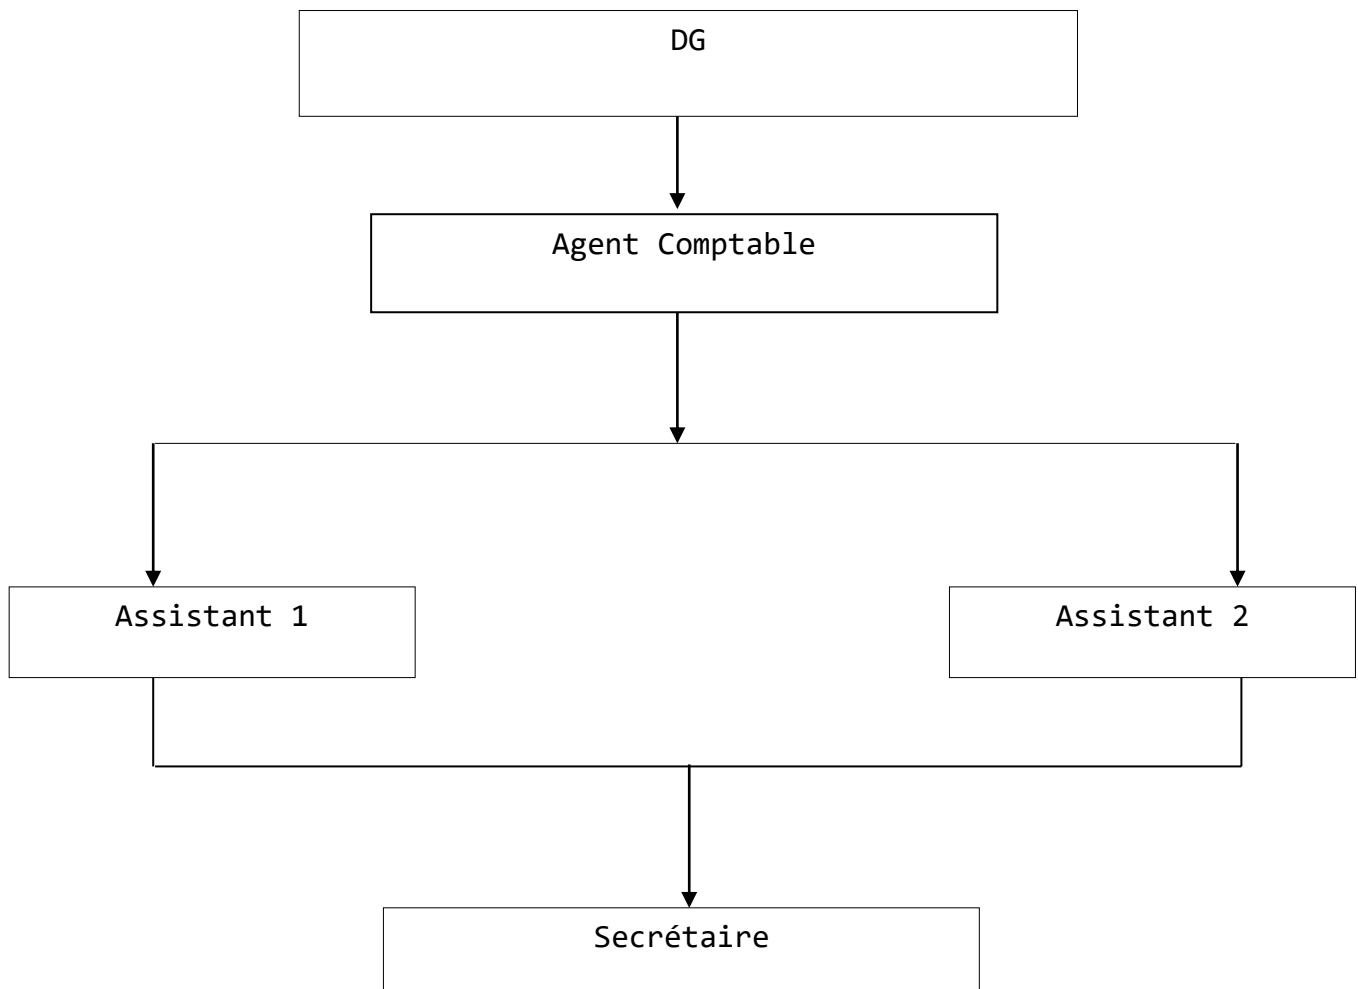 DG
Agent Comptable
Assistant 1
Assistant 2
Secrétaire